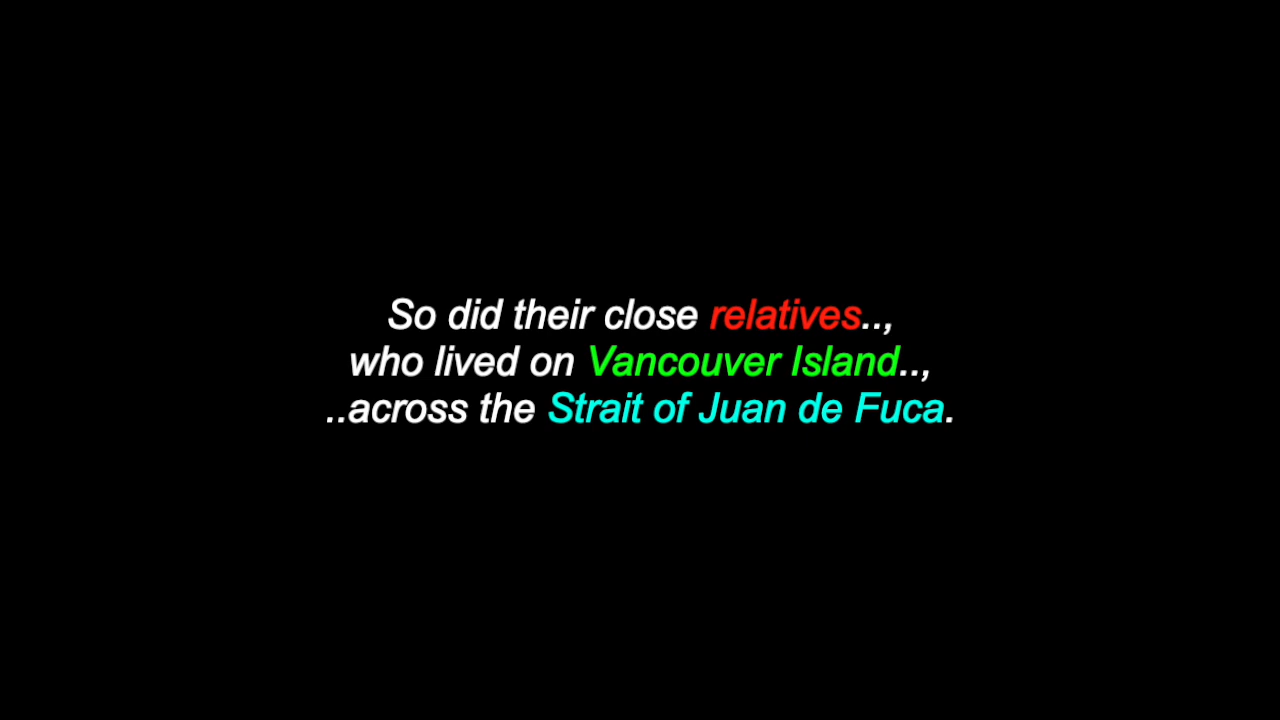 So did their close relatives..,
who lived on Vancouver Island..,
..across the Strait of Juan de Fuca.